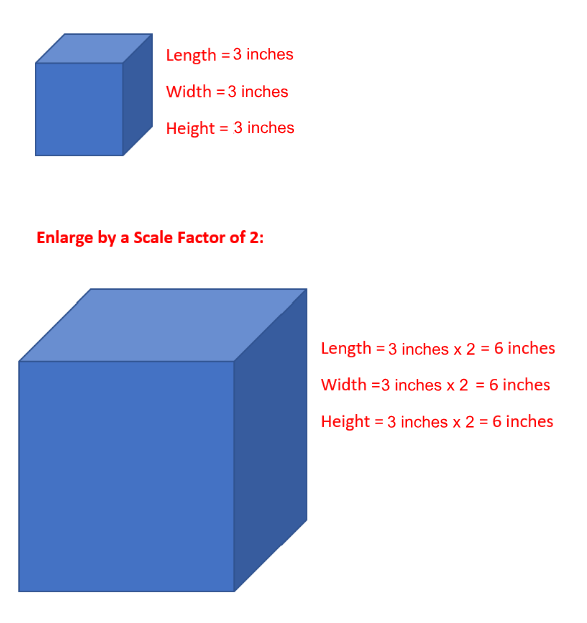 Length = 3 inches
Width = 3 inches
Height = 3 inches
Enlarge by a Scale Factor of 2:
Length = 3 inches x 2 = 6 inches
Width =3 inches x 2 = 6 inches
Height = 3 inches x 2 = 6 inches